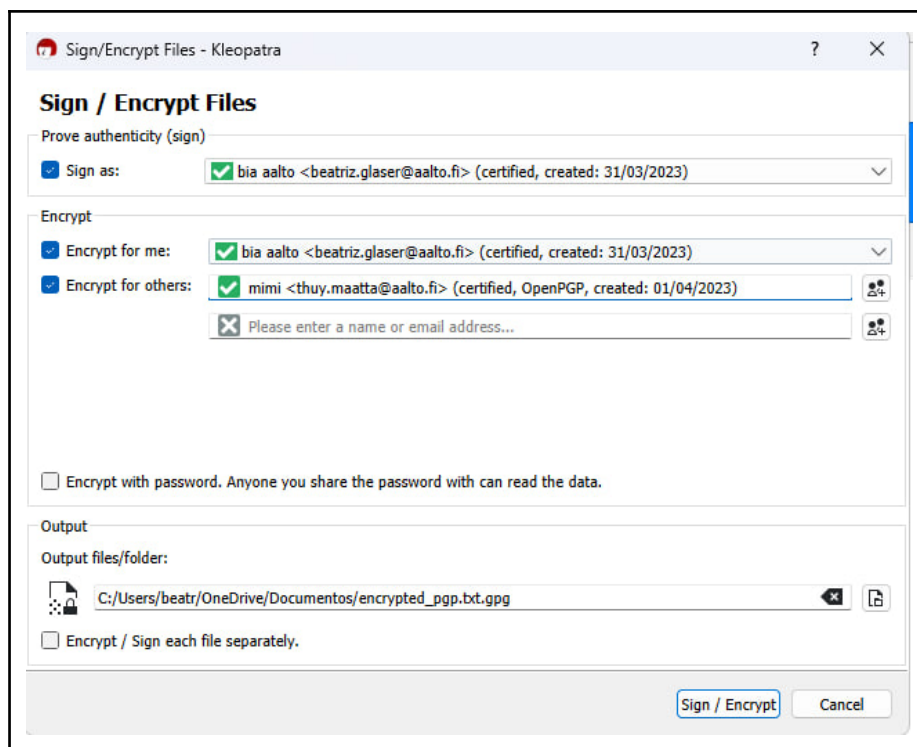 Sign/Encrypt Files - Kleopatra ?
Sign / Encrypt Files
Prove authenticity (sign)
Sign as: bia aalto <beatriz.glaser@aalto.fi> (certified, created: 31/03/2023)
Encrypt
Encrypt for me: bia aalto <beatriz.glaser@aalto.fi> (certified, created: 31/03/2023)
Encrypt for others: mimi <thuy.maatta@aalto.fi> (certified, OpenPGP, created: 01/04/2023)
Please enter a name or email address...
Encrypt with password. Anyone you share the password with can read the data.
Output
Output files/folder:
C:/Users/beatr/OneDrive/Documentos/encrypted_pgp.txt.gpg
Encrypt / Sign each file separately.
Sign / Encrypt Cancel